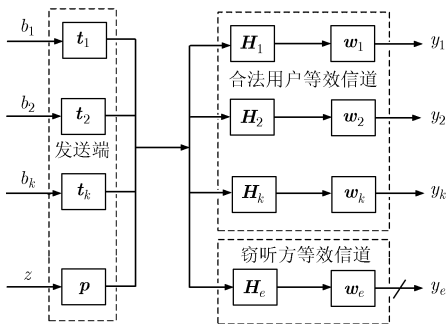 b₁ t₁ H₁ w₁ y₁
合法用户等效信道
b₂ t₂ H₂ w₂ y₂
发送端
bₖ tₖ Hₖ wₖ yₖ
窃听方等效信道
z p Hₑ wₑ yₑ